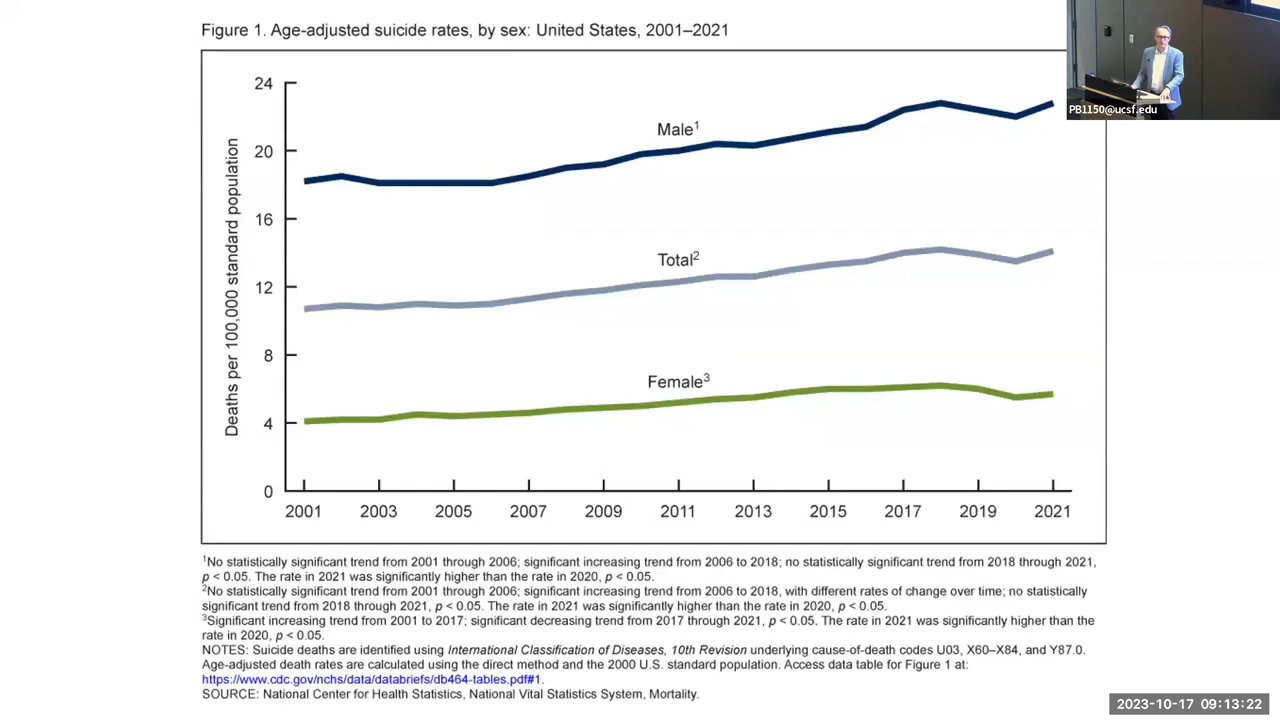 Figure 1. Age-adjusted suicide rates, by sex: United States, 2001–2021
PB1150@ucsf.edu
Deaths per 100,000 standard population
24
20
16
12
8
4
0
Male1
Total2
Female3
2001 2003 2005 2007 2009 2011 2013 2015 2017 2019 2021
1No statistically significant trend from 2001 through 2006; significant increasing trend from 2006 to 2018; no statistically significant trend from 2018 through 2021,
p < 0.05. The rate in 2021 was significantly higher than the rate in 2020, p < 0.05.
2No statistically significant trend from 2001 through 2006; significant increasing trend from 2006 to 2018, with different rates of change over time; no statistically
significant trend from 2018 through 2021, p < 0.05. The rate in 2021 was significantly higher than the rate in 2020, p < 0.05.
3Significant increasing trend from 2001 to 2017; significant decreasing trend from 2017 through 2021, p < 0.05. The rate in 2021 was significantly higher than the
rate in 2020, p < 0.05.
NOTES: Suicide deaths are identified using International Classification of Diseases, 10th Revision underlying cause-of-death codes U03, X60–X84, and Y87.0.
Age-adjusted death rates are calculated using the direct method and the 2000 U.S. standard population. Access data table for Figure 1 at:
https://www.cdc.gov/nchs/data/databriefs/db464-tables.pdf#1.
SOURCE: National Center for Health Statistics, National Vital Statistics System, Mortality.
2023-10-17 09:13:22